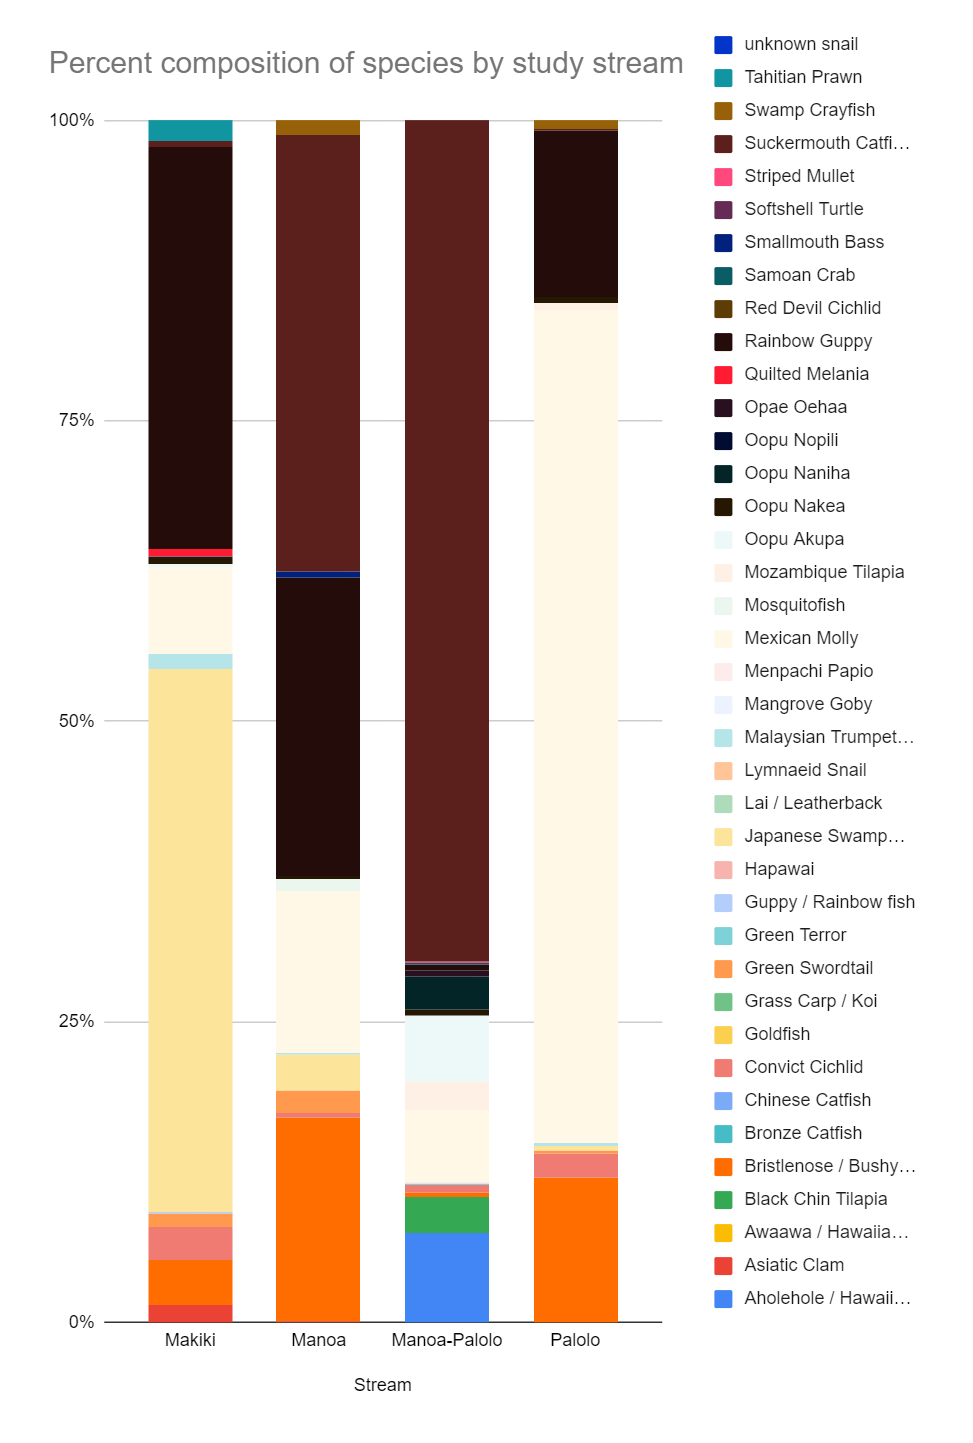 Percent composition of species by study stream
100%
75%
50%
25%
0%
Makiki
Manoa
Manoa-Palolo
Palolo
Stream
unknown snail
Tahitian Prawn
Swamp Crayfish
Suckermouth Catfi…
Striped Mullet
Softshell Turtle
Smallmouth Bass
Samoan Crab
Red Devil Cichlid
Rainbow Guppy
Quilted Melania
Opae Oehaa
Oopu Nopili
Oopu Naniha
Oopu Nakea
Oopu Akupa
Mozambique Tilapia
Mosquitofish
Mexican Molly
Menpachi Papio
Mangrove Goby
Malaysian Trumpet…
Lymnaeid Snail
Lai / Leatherback
Japanese Swamp…
Hapawai
Guppy / Rainbow fish
Green Terror
Green Swordtail
Grass Carp / Koi
Goldfish
Convict Cichlid
Chinese Catfish
Bronze Catfish
Bristlenose / Bushy…
Black Chin Tilapia
Awaawa / Hawaiia…
Asiatic Clam
Aholehole / Hawaii…